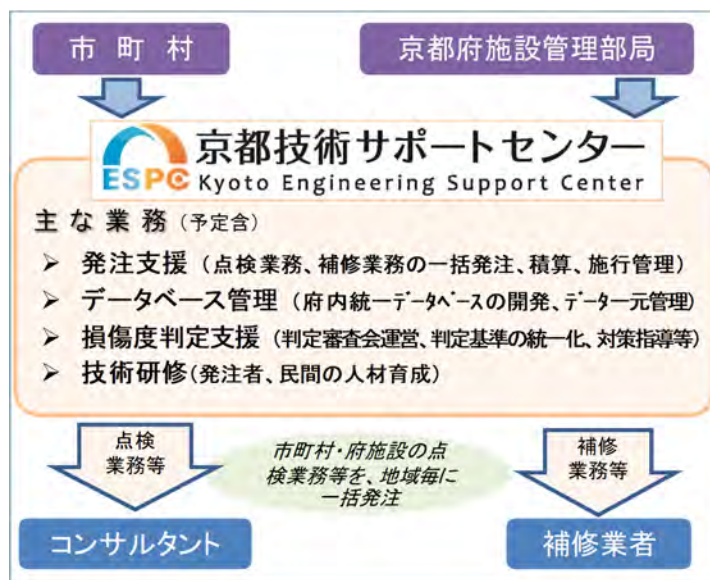 市町村
京都府施設管理部局
京都技術サポートセンター
ESPC Kyoto Engineering Support Center
主な業務（予定含）
➢ 発注支援（点検業務、補修業務の一括発注、積算、施行管理）
➢ データベース管理（府内統一ﾃﾞｰﾀﾍﾞｰｽの開発、ﾃﾞｰﾀ一元管理）
➢ 損傷度判定支援（判定審査会運営、判定基準の統一化、対策指導等）
➢ 技術研修（発注者、民間の人材育成）
点検
業務等
市町村・府施設の点
検業務等を、地域毎に
一括発注
補修
業務等
コンサルタント
補修業者